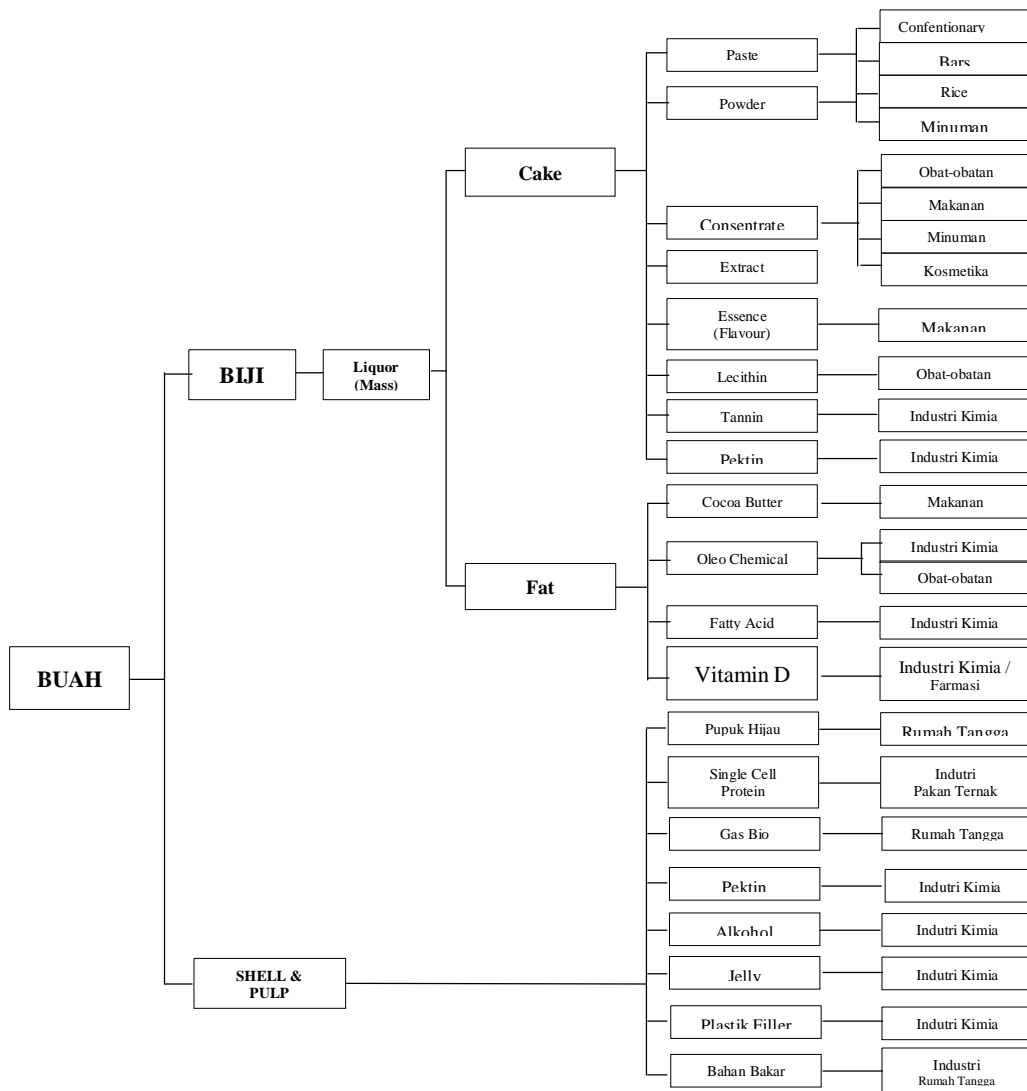 Confentionary
Paste
Bars
Powder
Rice
Minuman
Cake
Obat-obatan
Makanan
Consentrate
Minuman
Extract
Kosmetika
Essence
(Flavour)
Makanan
BIJI
Liquor
(Mass)
Lecithin
Obat-obatan
Tannin
Industri Kimia
Pektin
Industri Kimia
Cocoa Butter
Makanan
Oleo Chemical
Industri Kimia
Obat-obatan
Fat
Fatty Acid
Industri Kimia
BUAH
Vitamin D
Industri Kimia /
Farmasi
Pupuk Hijau
Rumah Tangga
Single Cell
Protein
Indutri
Pakan Ternak
Gas Bio
Rumah Tangga
Pektin
Indutri Kimia
Alkohol
Indutri Kimia
SHELL &
PULP
Jelly
Indutri Kimia
Plastik Filler
Indutri Kimia
Bahan Bakar
Industri
Rumah Tangga